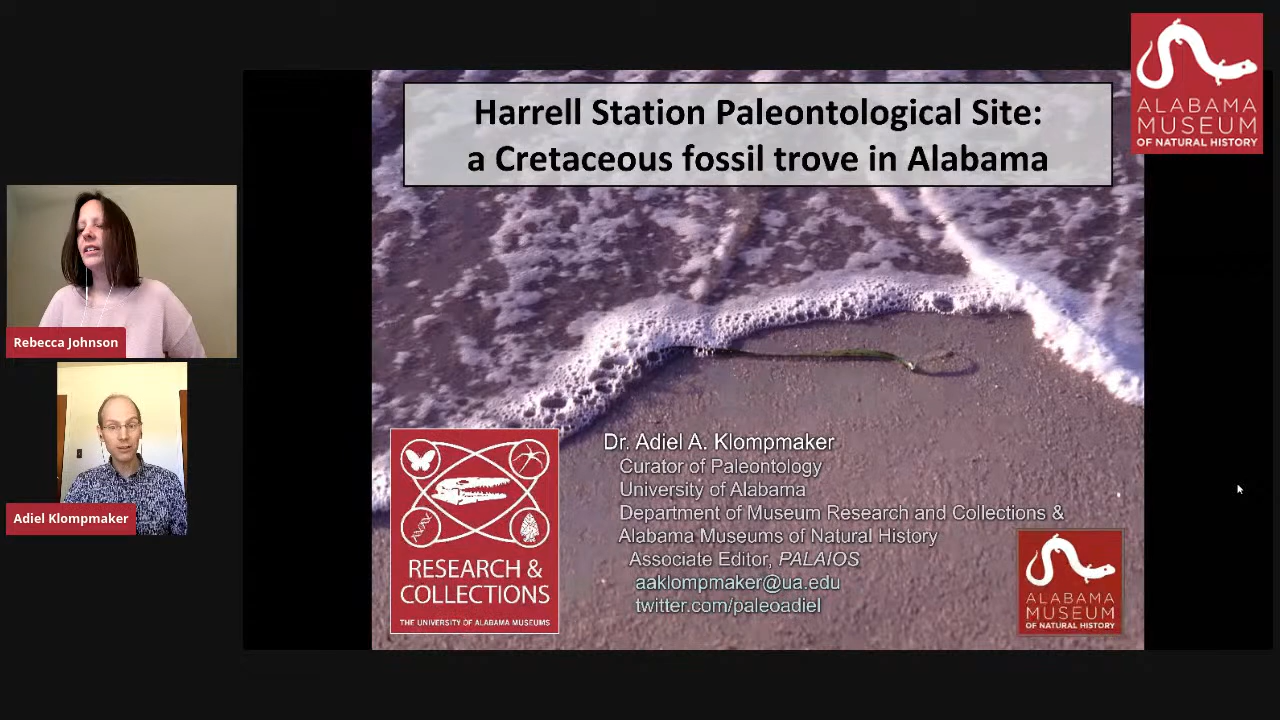 Harrell Station Paleontological Site:
a Cretaceous fossil trove in Alabama
ALABAMA
MUSEUM
OF NATURAL HISTORY
Rebecca Johnson
Adiel Klompmaker
RESEARCH &
COLLECTIONS
THE UNIVERSITY OF ALABAMA MUSEUMS
Dr. Adiel A. Klompmaker
Curator of Paleontology
University of Alabama
Department of Museum Research and Collections &
Alabama Museums of Natural History
Associate Editor, PALAIOS
aaklompmaker@ua.edu
twitter.com/paleoadiel
ALABAMA
MUSEUM
OF NATURAL HISTORY